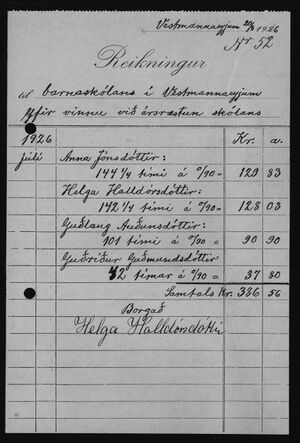 Vestmannaeyjum 20/8 1926
Nr 52
Reikningur
til barnaskólans í Vestmannaeyjum
yfir vinnu við ársræstun skólans
1926 Kr. a.
júlí Anna Jónsdóttir:
144 1/4 tími á 0/90 = 129 83
Helga Halldórsdóttir:
142 1/4 tími á 0/90 = 128 03
Guðlaug Auðunsdóttir:
101 tími á 0/90 = 90 90
Guðríður Guðmundsdóttir
42 tímar á 0/90 = 37 80
Samtals Kr. 386 56
Borgað
Helga Halldórsdóttir